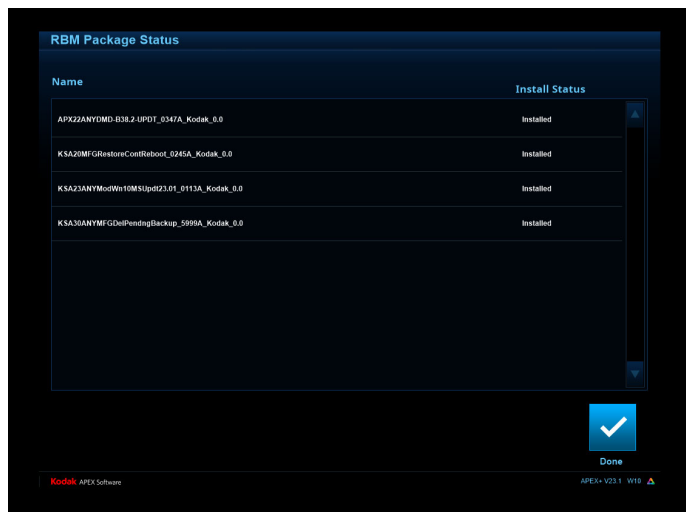 RBM Package Status
Name
Install Status
APX22ANYDMD-B38.2-UPDT_0347A_Kodak_0.0 Installed
KSA20MFGRestoreContReboot_0245A_Kodak_0.0 Installed
KSA23ANYModWn10MSUpdt23.01_0113A_Kodak_0.0 Installed
KSA30ANYMFGDelPendngBackup_5999A_Kodak_0.0 Installed
Done
Kodak APEX Software
APEX+ V23.1 W19